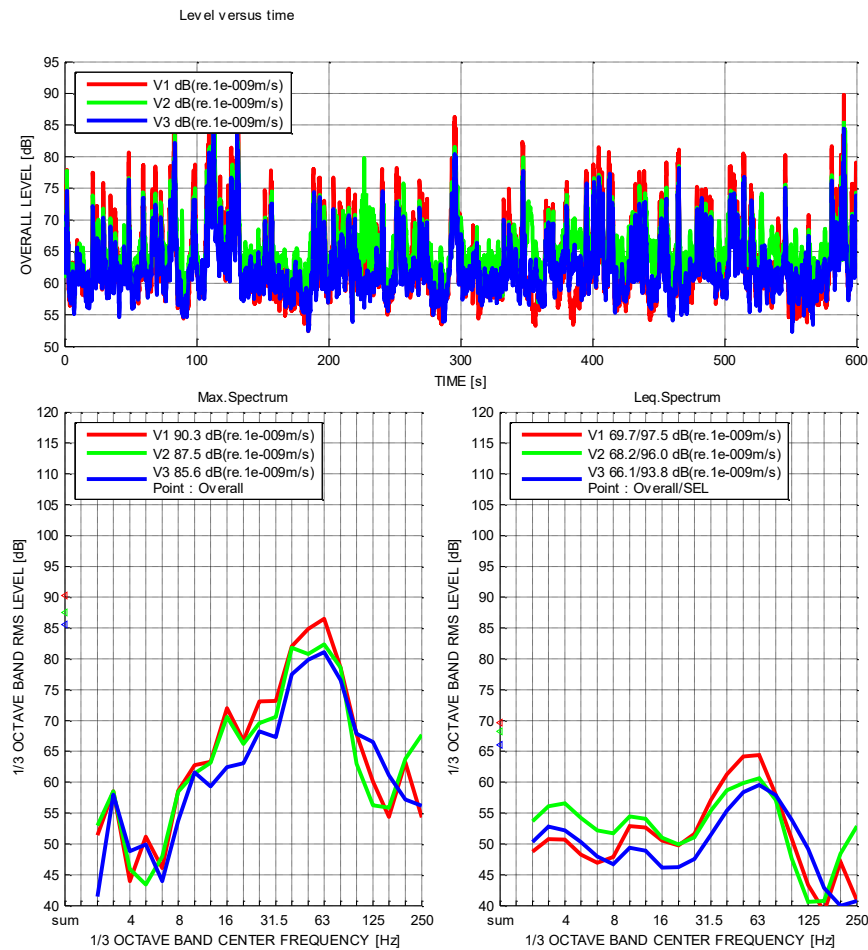 Level versus time
95
90
85
80
75
70
65
60
55
50
OVERALL LEVEL [dB]
V1 dB(re.1e-009m/s)
V2 dB(re.1e-009m/s)
V3 dB(re.1e-009m/s)
0 100 200 300 400 500 600
TIME [s]
Max.Spectrum
120
115
110
105
100
95
90
85
80
75
70
65
60
55
50
45
40
1/3 OCTAVE BAND RMS LEVEL [dB]
V1 90.3 dB(re.1e-009m/s)
V2 87.5 dB(re.1e-009m/s)
V3 85.6 dB(re.1e-009m/s)
Point : Overall
sum 4 8 16 31.5 63 125 250
1/3 OCTAVE BAND CENTER FREQUENCY [Hz]
Leq.Spectrum
120
115
110
105
100
95
90
85
80
75
70
65
60
55
50
45
40
1/3 OCTAVE BAND RMS LEVEL [dB]
V1 69.7/97.5 dB(re.1e-009m/s)
V2 68.2/96.0 dB(re.1e-009m/s)
V3 66.1/93.8 dB(re.1e-009m/s)
Point : Overall/SEL
sum 4 8 16 31.5 63 125 250
1/3 OCTAVE BAND CENTER FREQUENCY [Hz]